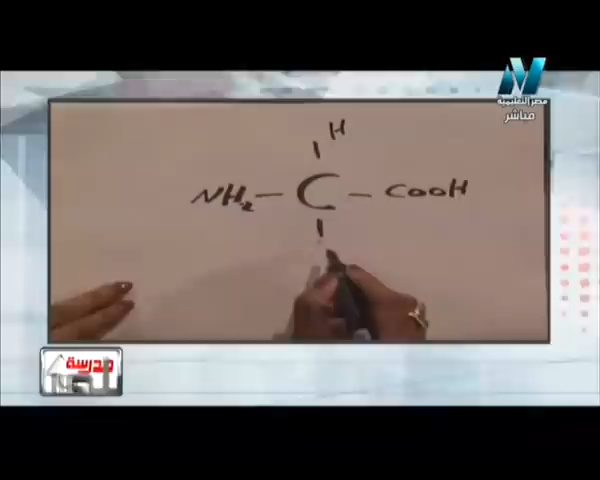 مصر التعليمية
مباشر
H
NH₂ — C — COOH
مدرسة